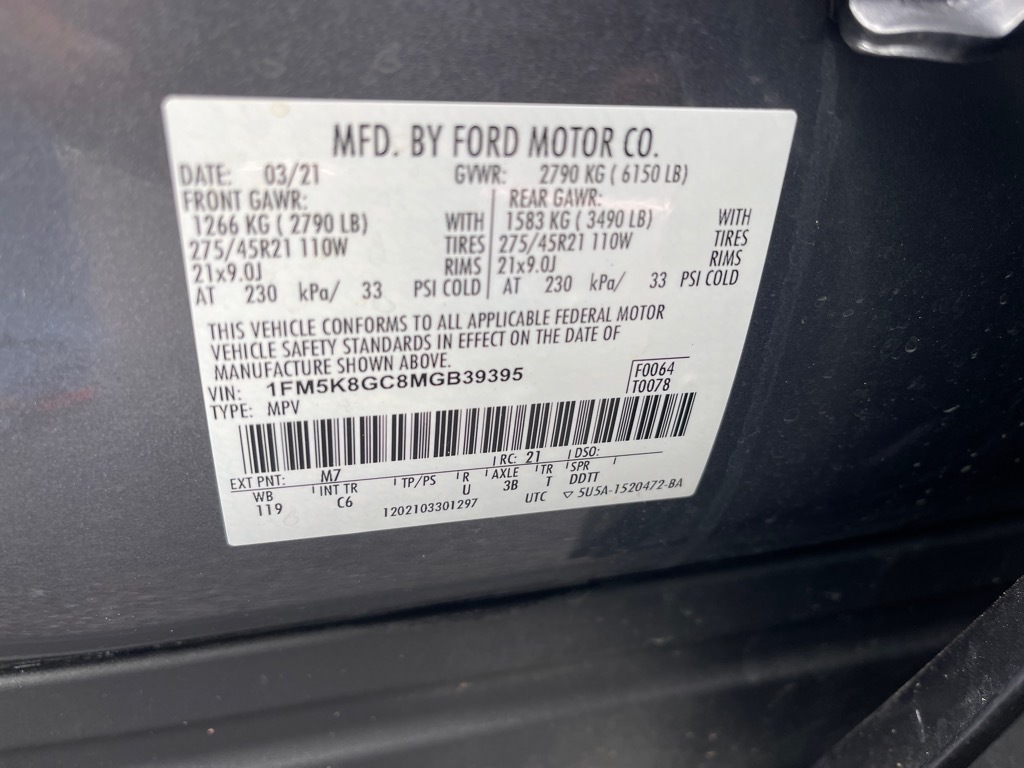 MFD. BY FORD MOTOR CO.
DATE: 03/21 GVWR: 2790 KG ( 6150 LB)
FRONT GAWR: REAR GAWR:
1266 KG ( 2790 LB) WITH 1583 KG ( 3490 LB) WITH
275/45R21 110W TIRES 275/45R21 110W TIRES
21x9.0J RIMS 21x9.0J RIMS
AT 230 kPa/ 33 PSI COLD AT 230 kPa/ 33 PSI COLD
THIS VEHICLE CONFORMS TO ALL APPLICABLE FEDERAL MOTOR
VEHICLE SAFETY STANDARDS IN EFFECT ON THE DATE OF
MANUFACTURE SHOWN ABOVE.
VIN: 1FM5K8GC8MGB39395 F0064
TYPE: MPV T0078
EXT PNT: M7 RC: 21 DSO:
WB INT TR TP/PS R AXLE TR SPR
119 C6 U 3B T DDTT
1202103301297 UTC ▽ 5U5A-1520472-BA